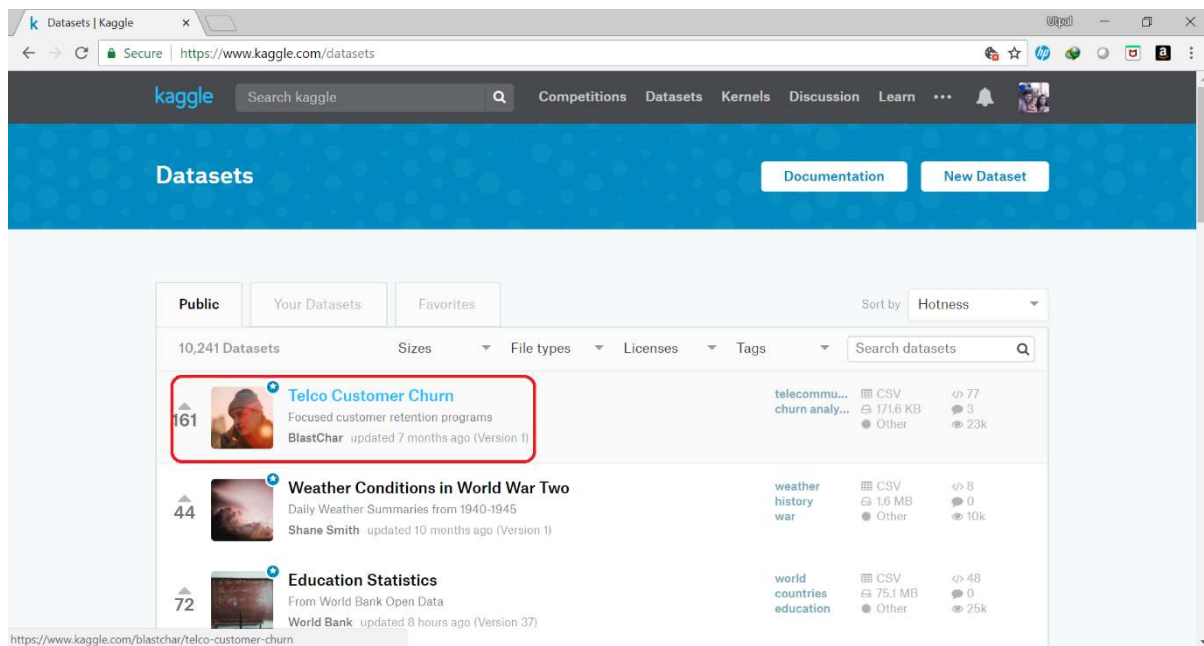 k Datasets | Kaggle ×
Utpal
Secure | https://www.kaggle.com/datasets
kaggle Search kaggle Competitions Datasets Kernels Discussion Learn ...
Datasets Documentation New Dataset
Public Your Datasets Favorites Sort by Hotness
10,241 Datasets Sizes File types Licenses Tags Search datasets
161
Telco Customer Churn
Focused customer retention programs
BlastChar updated 7 months ago (Version 1)
telecommu...
churn analy...
CSV
171.6 KB
Other
77
3
23k
44
Weather Conditions in World War Two
Daily Weather Summaries from 1940-1945
Shane Smith updated 10 months ago (Version 1)
weather
history
war
CSV
1.6 MB
Other
8
0
10k
72
Education Statistics
From World Bank Open Data
World Bank updated 8 hours ago (Version 37)
world
countries
education
CSV
75.1 MB
Other
48
0
25k
https://www.kaggle.com/blastchar/telco-customer-churn